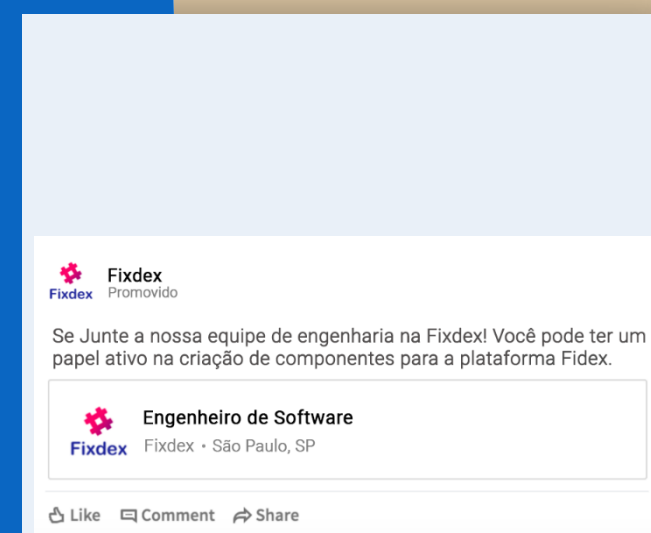 Fixdex
Fixdex
Promovido
Se Junte a nossa equipe de engenharia na Fixdex! Você pode ter um
papel ativo na criação de componentes para a plataforma Fidex.
Engenheiro de Software
Fixdex
Fixdex • São Paulo, SP
Like Comment Share